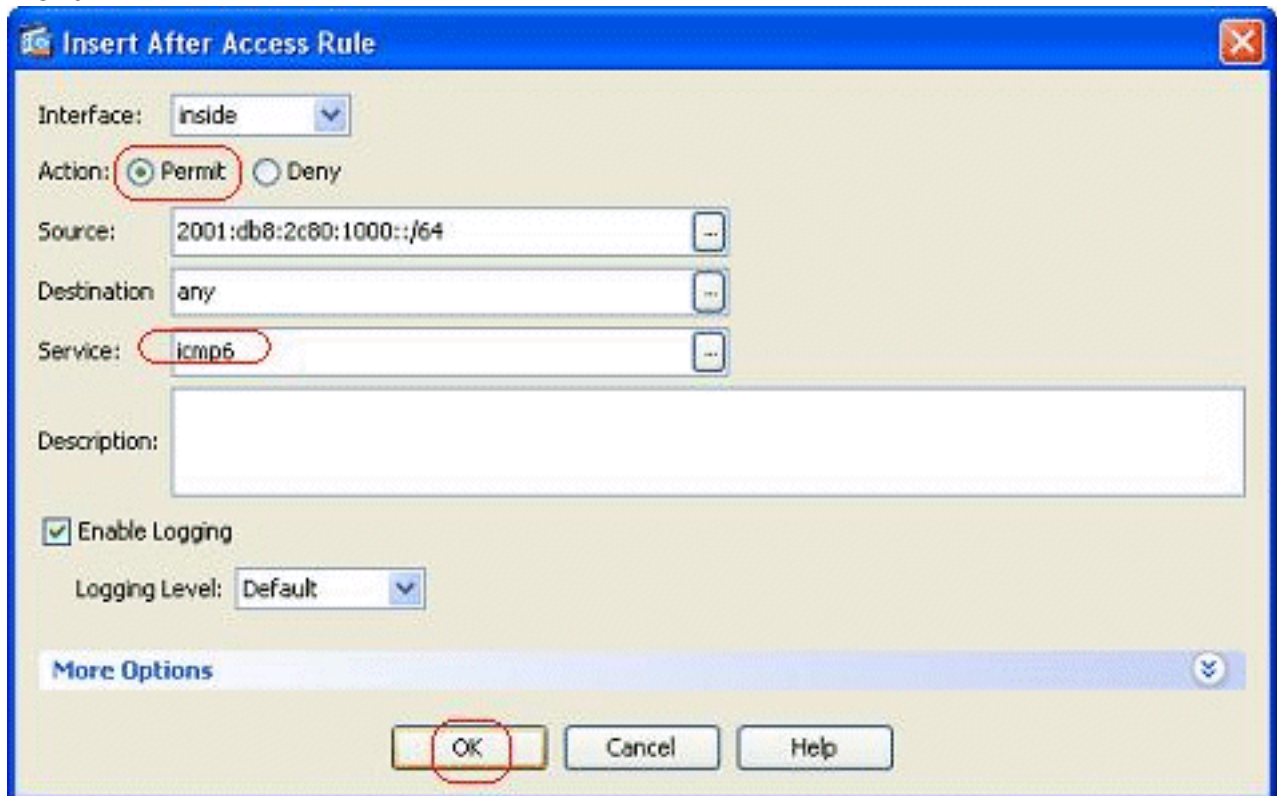 Insert After Access Rule
Interface: inside
Action: Permit Deny
Source: 2001:db8:2c80:1000::/64 ...
Destination any ...
Service: icmp6 ...
Description:
Enable Logging
Logging Level: Default
More Options
OK Cancel Help